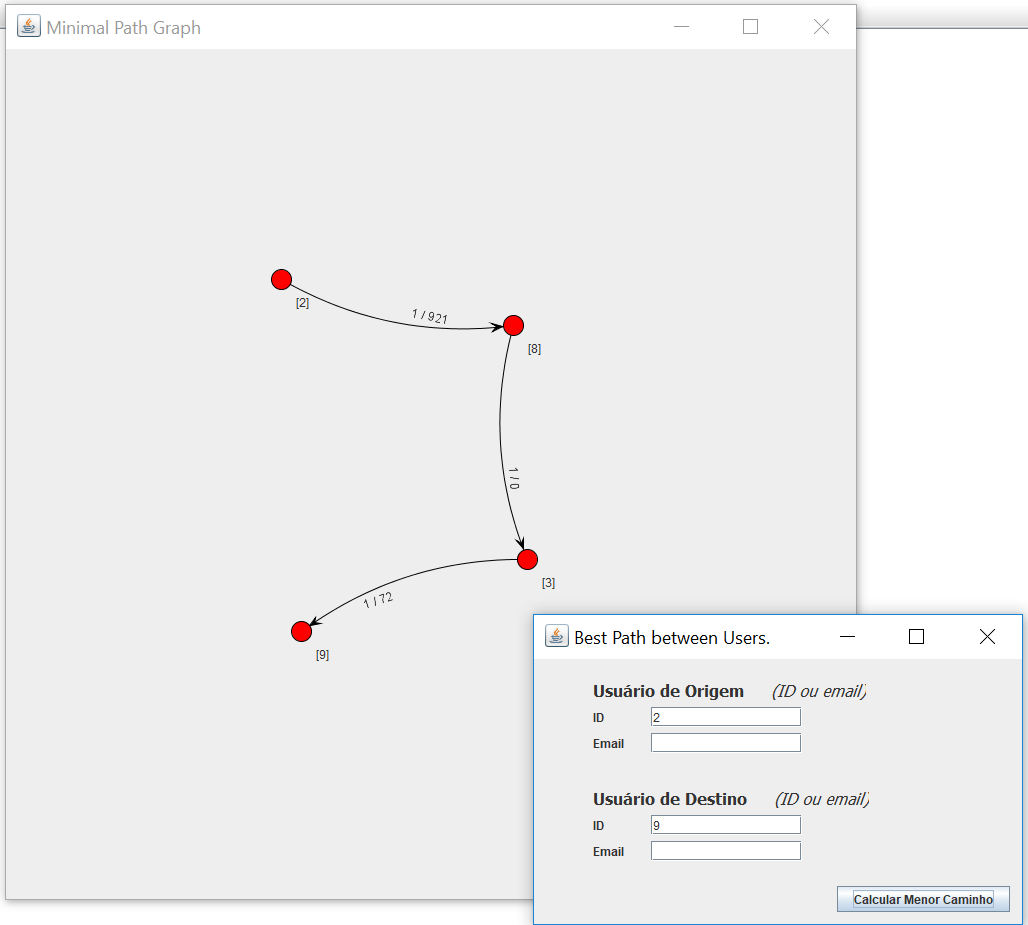 Minimal Path Graph
[2]
1 / 921
[8]
1 / 0
[3]
1 / 72
[9]
Best Path between Users.
Usuário de Origem (ID ou email)
ID 2
Email
Usuário de Destino (ID ou email)
ID 9
Email
Calcular Menor Caminho